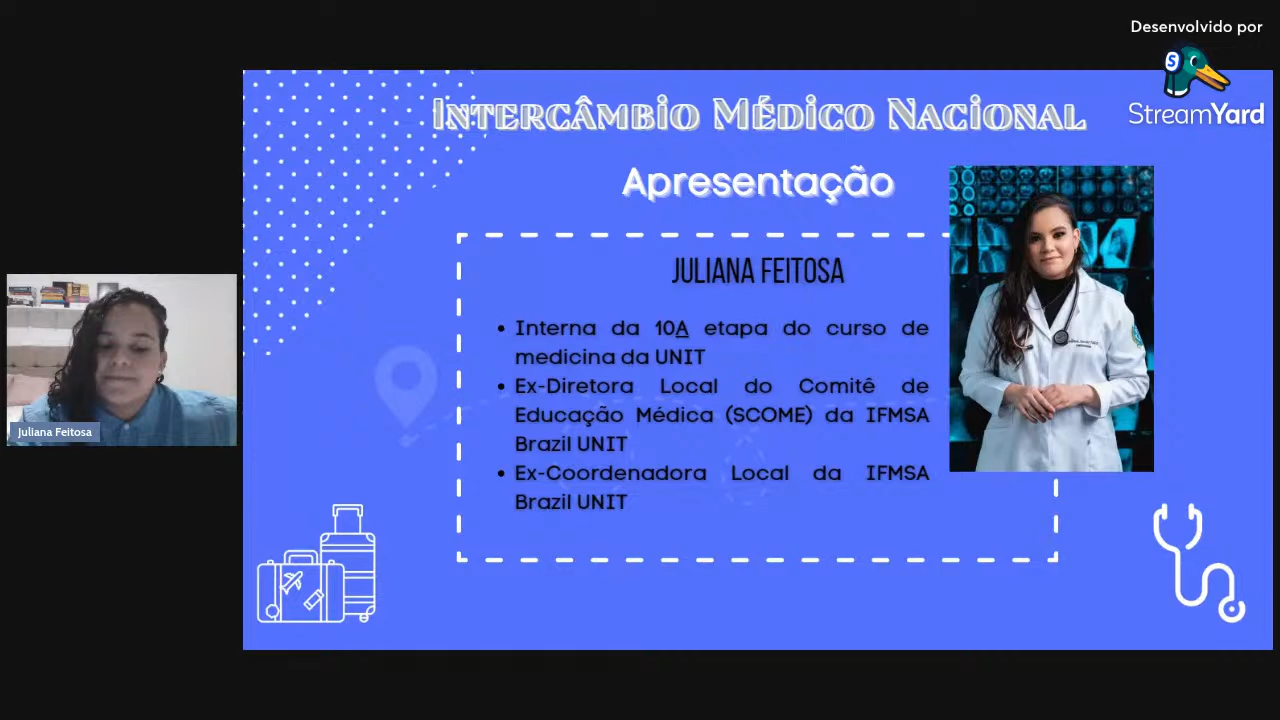 Desenvolvido por
StreamYard
Intercâmbio Médico Nacional
Apresentação
JULIANA FEITOSA
• Interna da 10A etapa do curso de
medicina da UNIT
• Ex-Diretora Local do Comitê de
Educação Médica (SCOME) da IFMSA
Brazil UNIT
• Ex-Coordenadora Local da IFMSA
Brazil UNIT
Juliana Feitosa